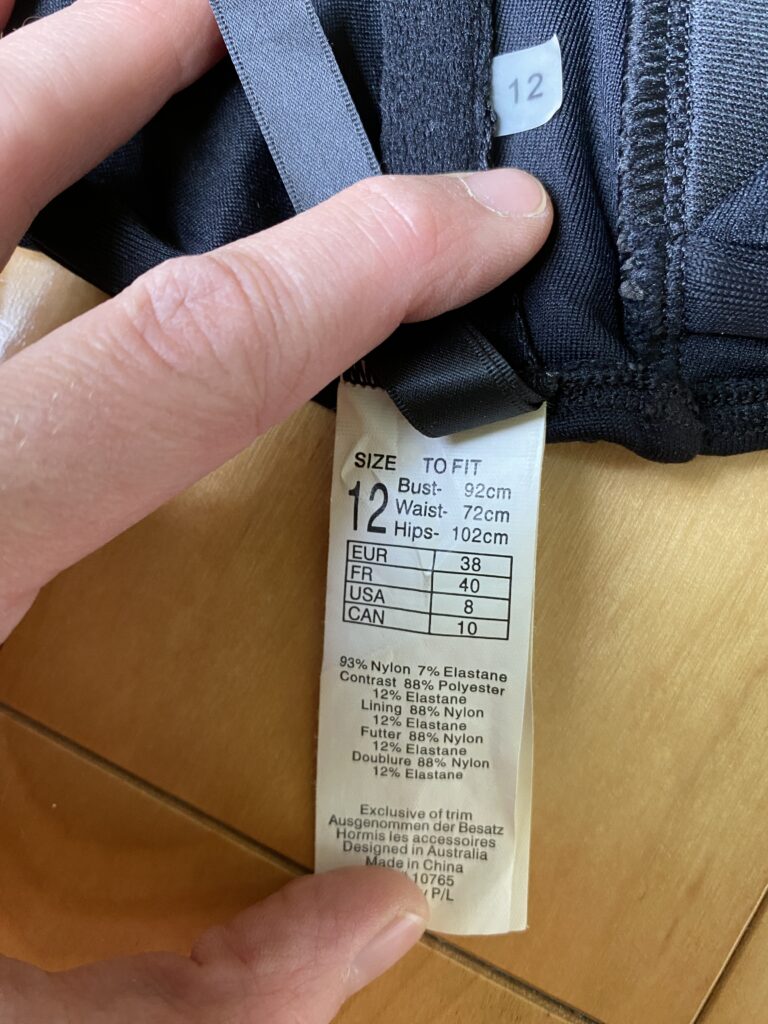 12
SIZE TO FIT
12 Bust- 92cm
Waist- 72cm
Hips- 102cm
EUR 38
FR 40
USA 8
CAN 10
93% Nylon 7% Elastane
Contrast 88% Polyester
12% Elastane
Lining 88% Nylon
12% Elastane
Futter 88% Nylon
12% Elastane
Doublure 88% Nylon
12% Elastane
Exclusive of trim
Ausgenommen der Besatz
Hormis les accessoires
Designed in Australia
Made in China
10765
P/L